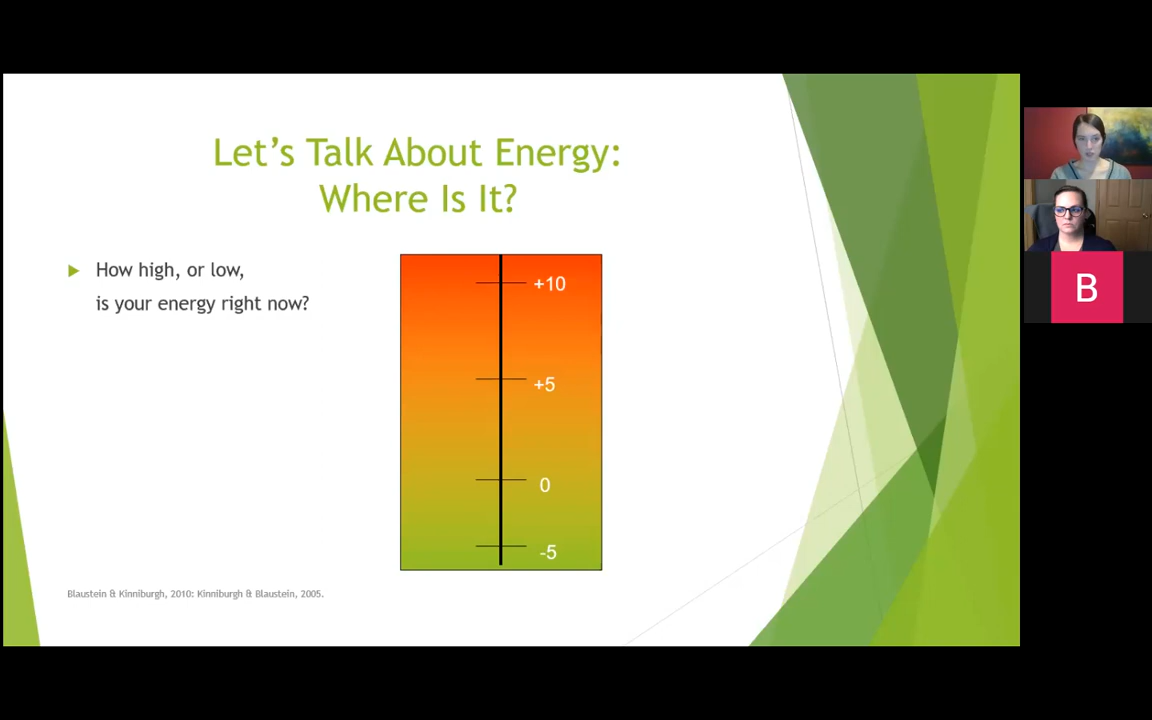 Let's Talk About Energy:
Where Is It?
How high, or low,
is your energy right now?
+10
+5
0
-5
Blaustein & Kinniburgh, 2010: Kinniburgh & Blaustein, 2005.
B